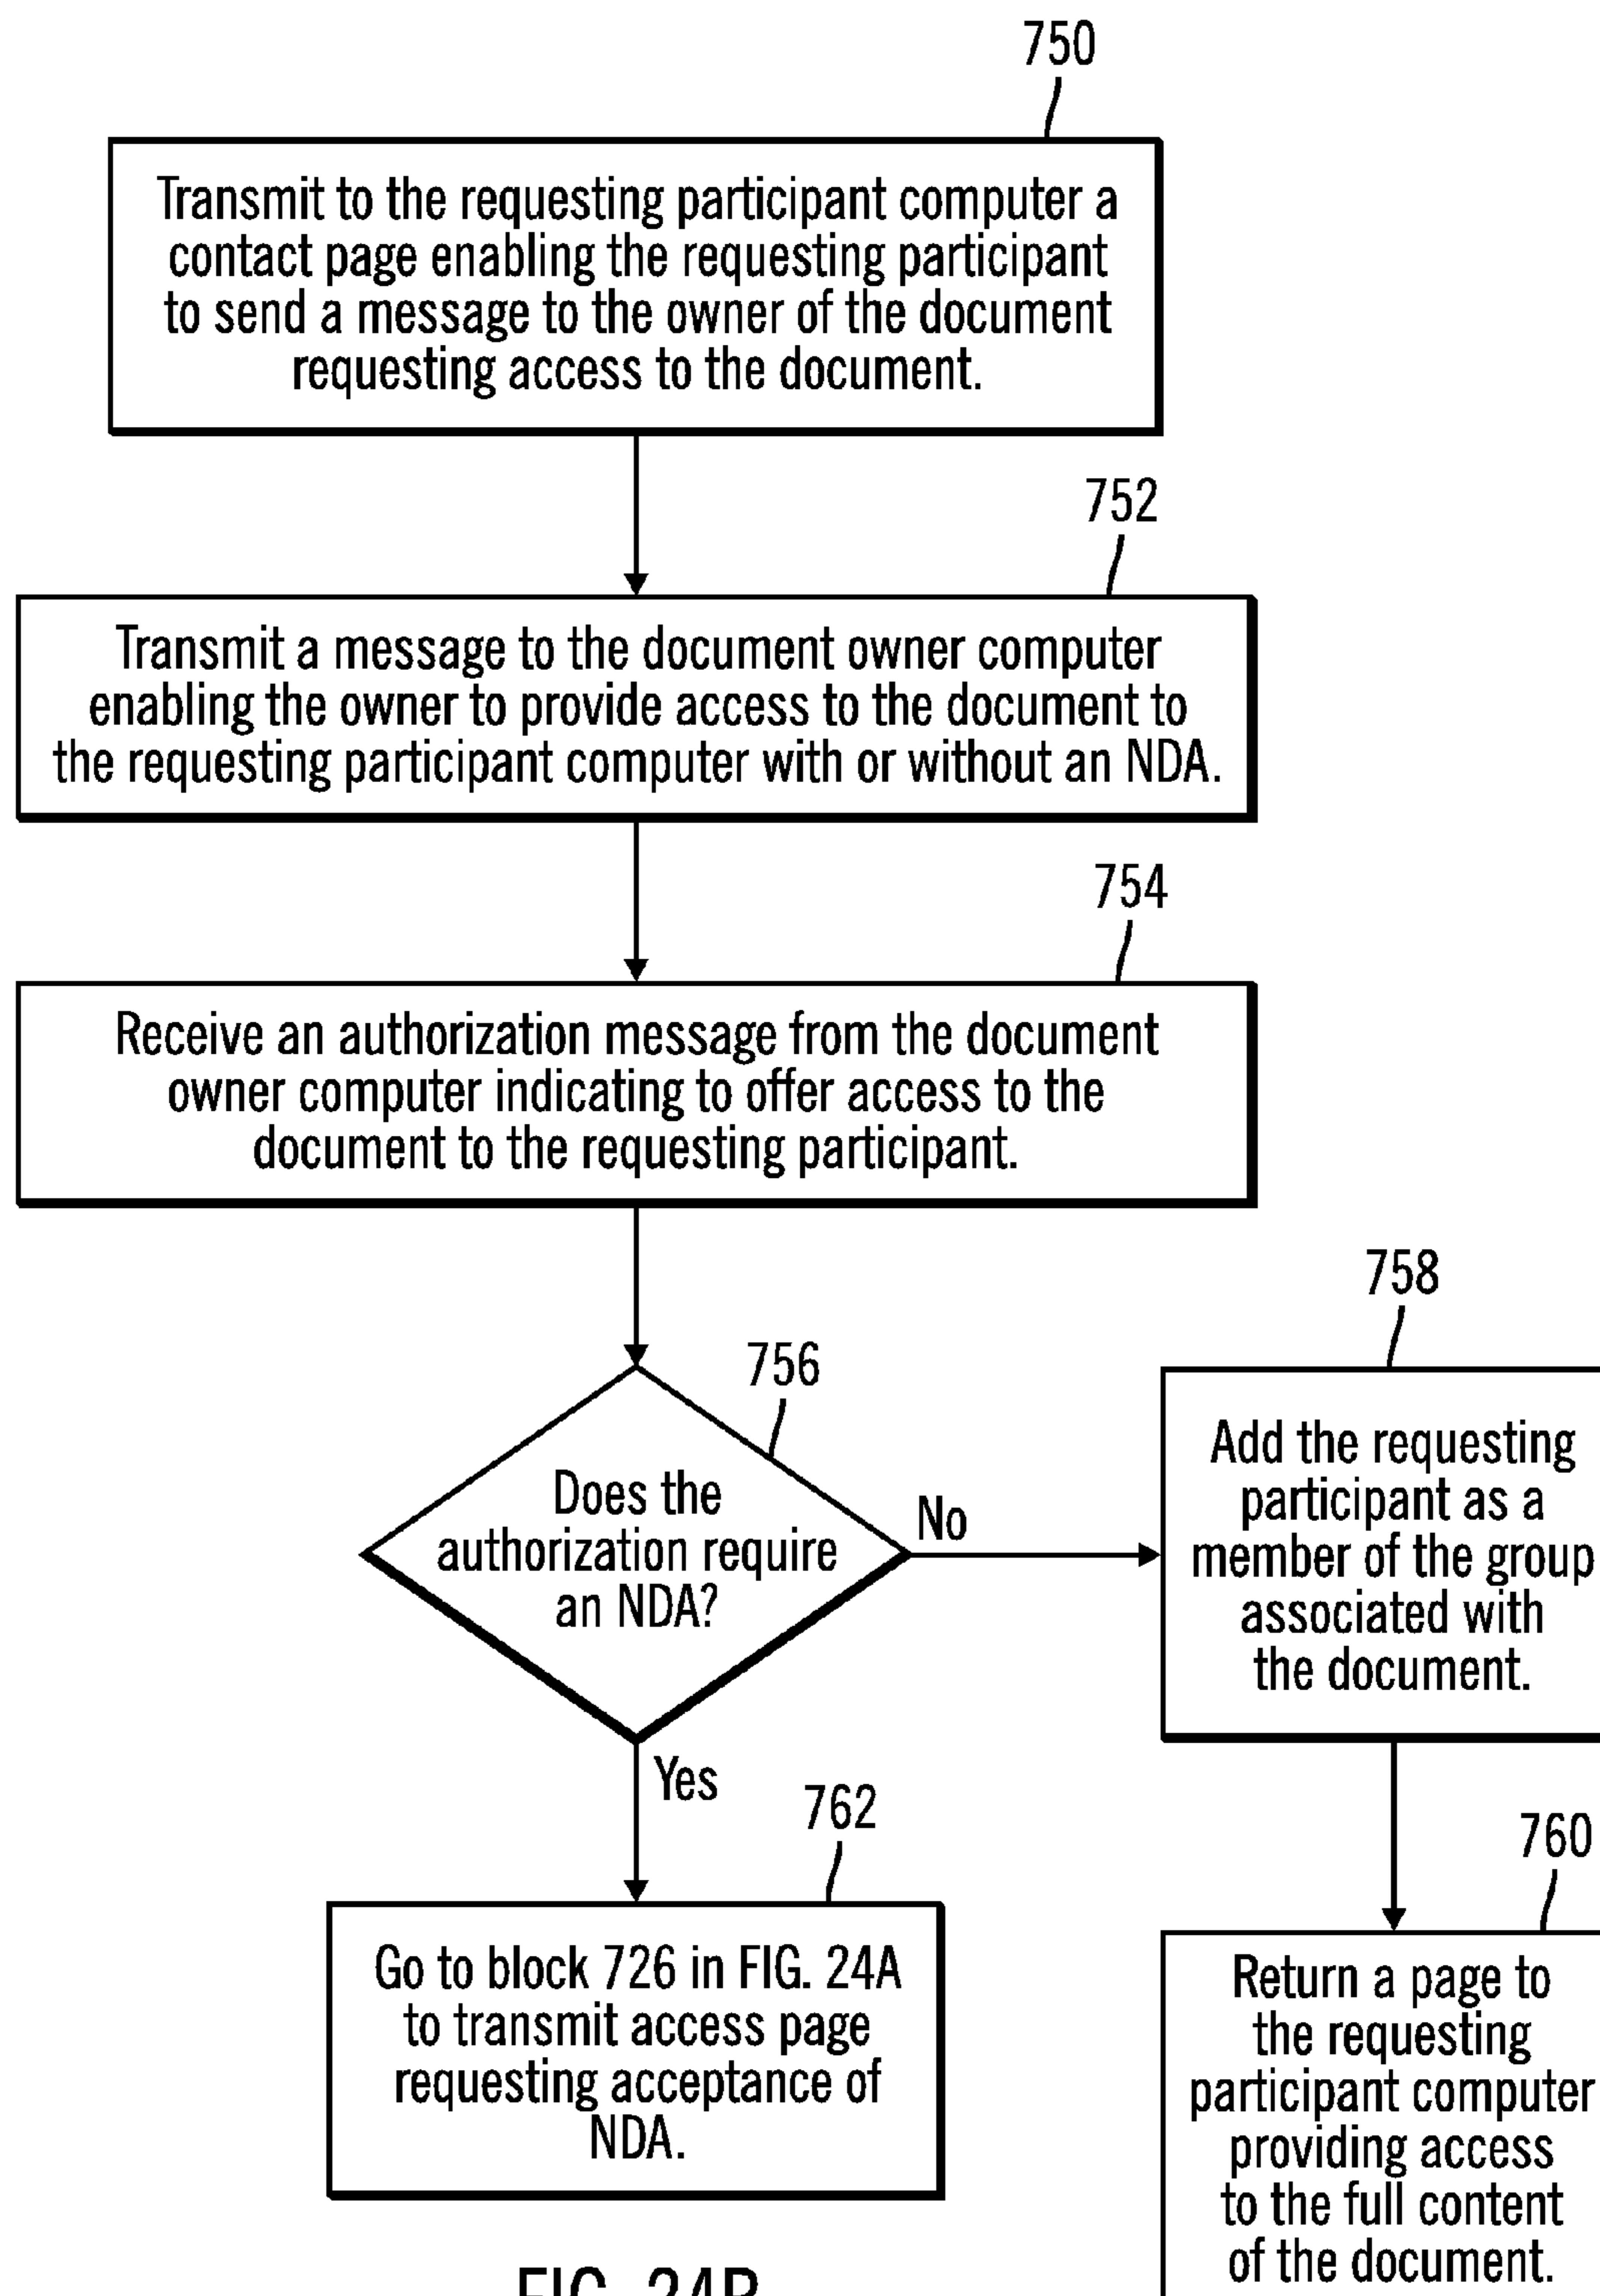 750
Transmit to the requesting participant computer a
contact page enabling the requesting participant
to send a message to the owner of the document
requesting access to the document.
752
Transmit a message to the document owner computer
enabling the owner to provide access to the document to
the requesting participant computer with or without an NDA.
754
Receive an authorization message from the document
owner computer indicating to offer access to the
document to the requesting participant.
756
Does the
authorization require
an NDA?
No
758
Add the requesting
participant as a
member of the group
associated with
the document.
Yes
762
Go to block 726 in FIG. 24A
to transmit access page
requesting acceptance of
NDA.
760
Return a page to
the requesting
participant computer
providing access
to the full content
of the document.
FIG. 24B